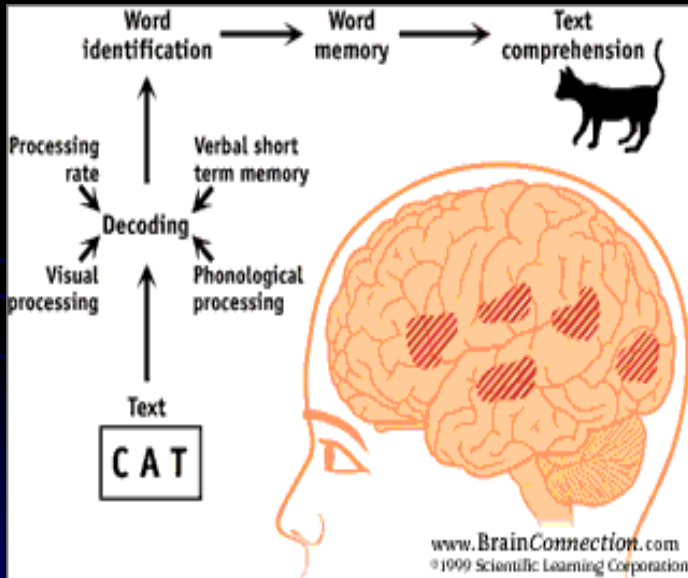 Word
identification
Word
memory
Text
comprehension
Processing
rate
Verbal short
term memory
Decoding
Visual
processing
Phonological
processing
Text
CAT
www.BrainConnection.com
©1999 Scientific Learning Corporation